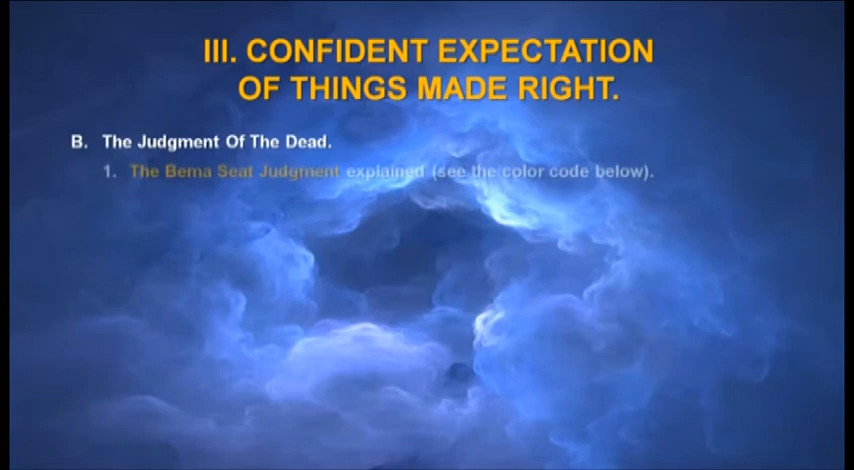 III. CONFIDENT EXPECTATION
OF THINGS MADE RIGHT.
B. The Judgment Of The Dead.
1. The Bema Seat Judgment explained (see the color code below).